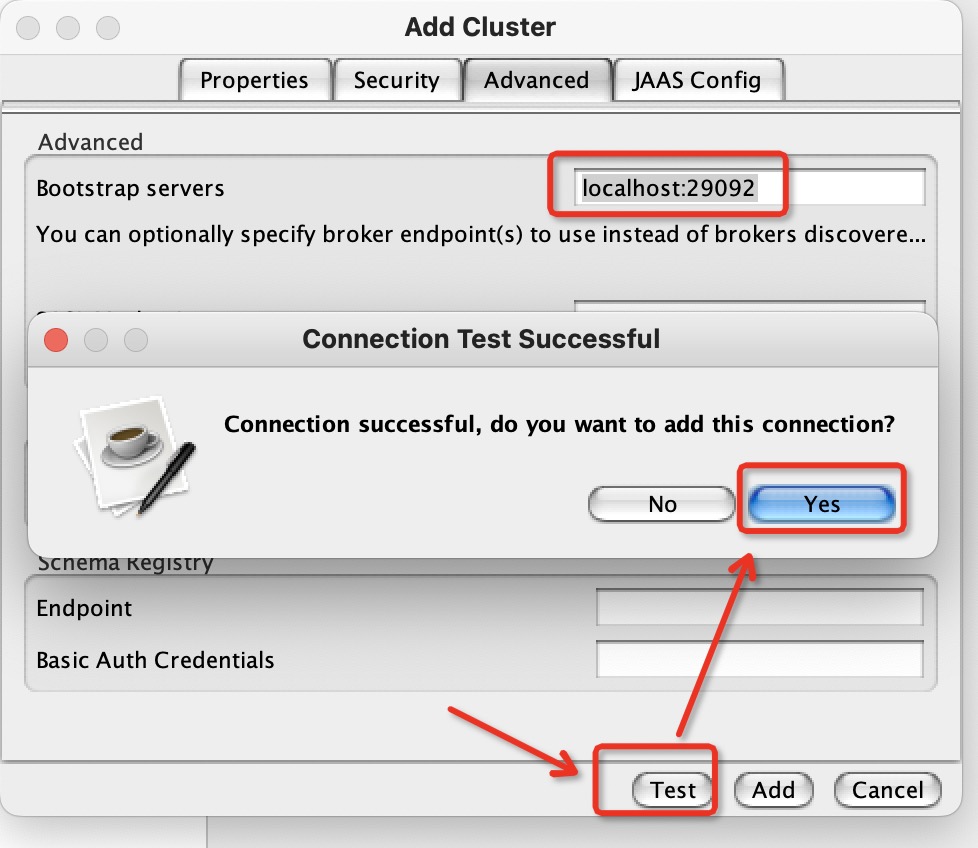 Add Cluster
Properties Security Advanced JAAS Config
Advanced
Bootstrap servers localhost:29092
You can optionally specify broker endpoint(s) to use instead of brokers discovere...
Connection Test Successful
Connection successful, do you want to add this connection?
No Yes
Schema Registry
Endpoint
Basic Auth Credentials
Test Add Cancel